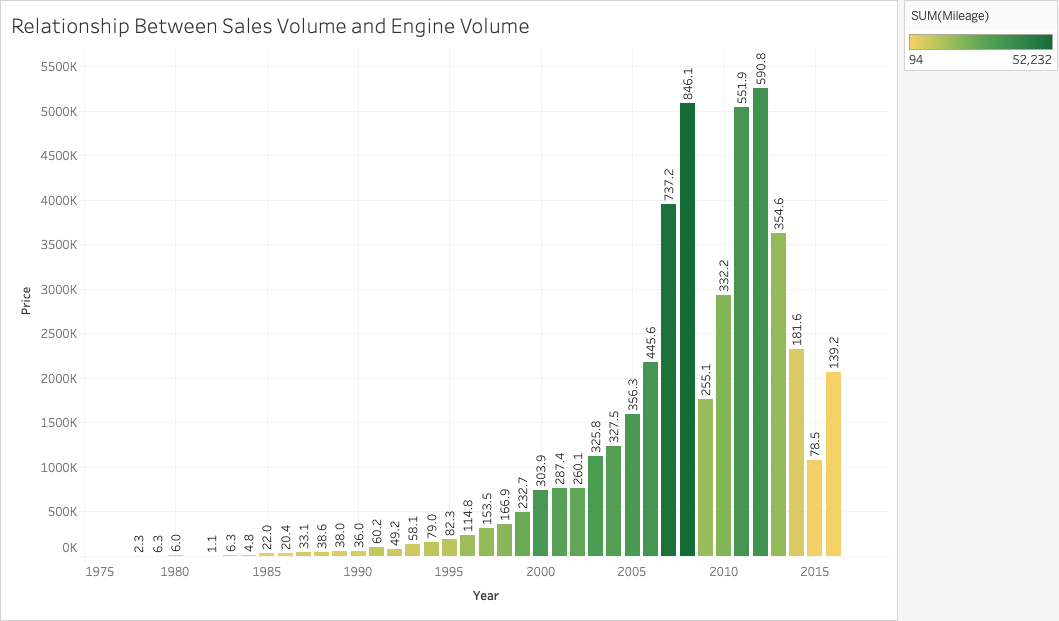 Relationship Between Sales Volume and Engine Volume
SUM(Mileage)
94 52,232
Price
5500K
5000K
4500K
4000K
3500K
3000K
2500K
2000K
1500K
1000K
500K
0K
2.3
6.3
6.0
1.1
6.3
4.8
22.0
20.4
33.1
38.6
38.0
36.0
60.2
49.2
58.1
79.0
82.3
114.8
153.5
166.9
232.7
303.9
287.4
260.1
325.8
327.5
356.3
445.6
737.2
846.1
255.1
332.2
551.9
590.8
354.6
181.6
78.5
139.2
1975 1980 1985 1990 1995 2000 2005 2010 2015
Year